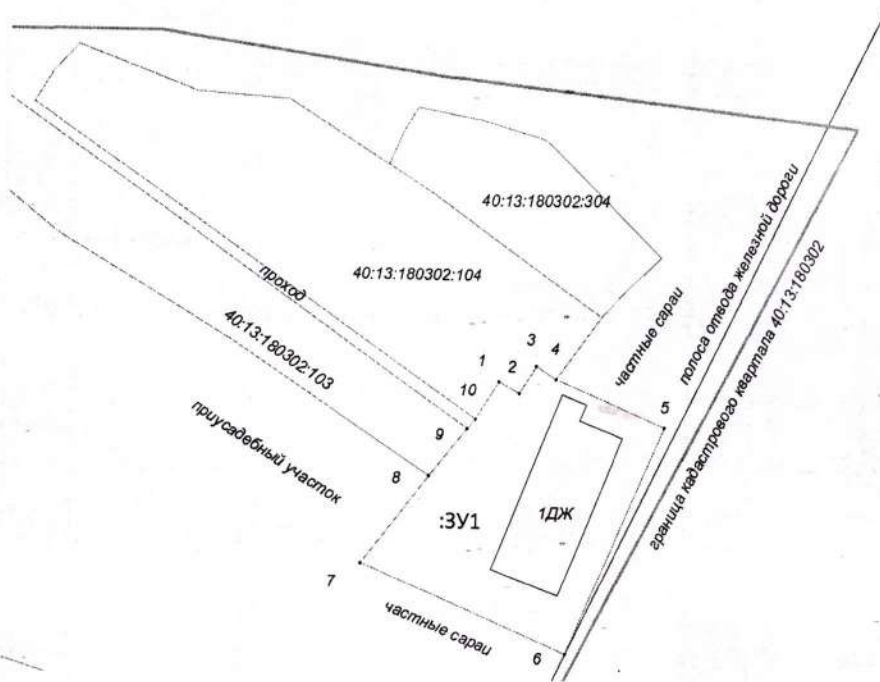 40:13:180302:304
40:13:180302:104
проход
40:13:180302:103
приусадебный участок
частные сараи
полоса отвода железной дороги
граница кадастрового квартала 40:13:180302
1
2
3
4
5
10
9
8
:ЗУ1
1ДЖ
7
частные сараи
6